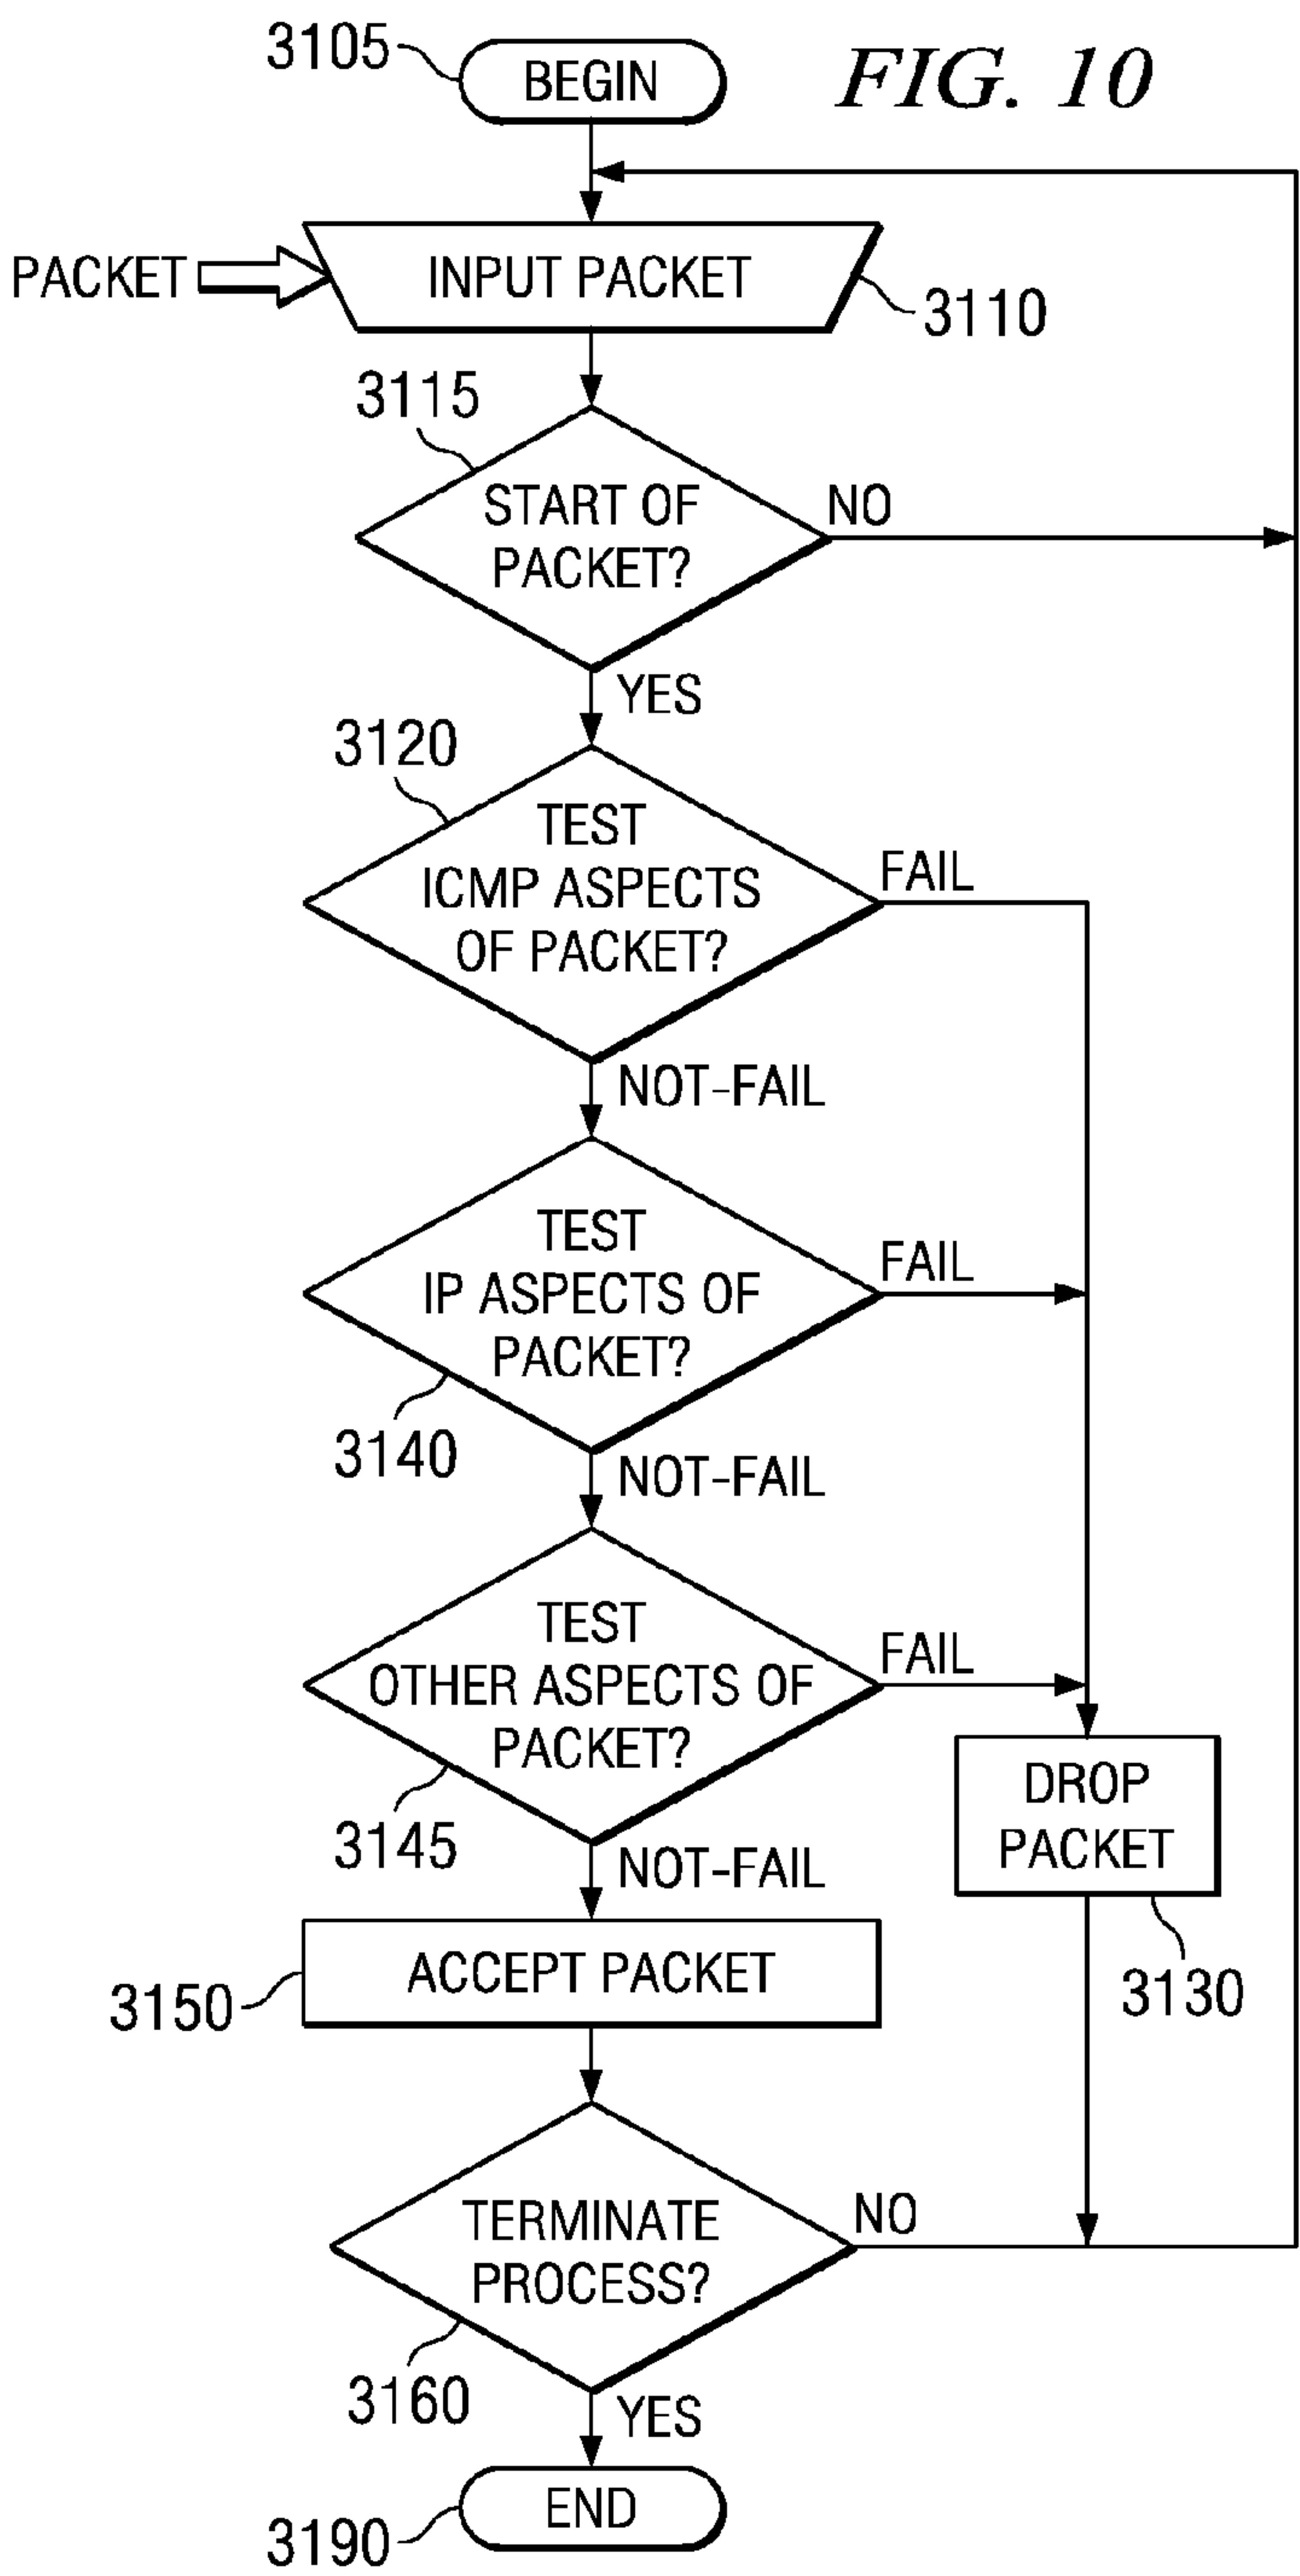 3105
BEGIN
FIG. 10
PACKET
INPUT PACKET
3110
3115
START OF
PACKET?
NO
YES
3120
TEST
ICMP ASPECTS
OF PACKET?
FAIL
NOT-FAIL
TEST
IP ASPECTS OF
PACKET?
FAIL
3140
NOT-FAIL
TEST
OTHER ASPECTS OF
PACKET?
FAIL
3145
NOT-FAIL
DROP
PACKET
3130
ACCEPT PACKET
3150
TERMINATE
PROCESS?
NO
3160
YES
END
3190